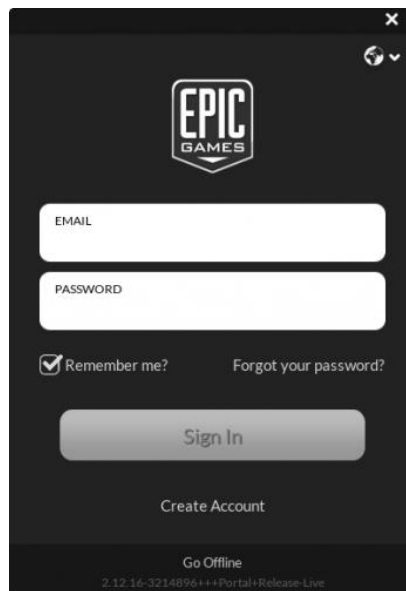 EPIC
GAMES
EMAIL
PASSWORD
Remember me? Forgot your password?
Sign In
Create Account
Go Offline
2.12.16-3214896+++Portal+Release-Live